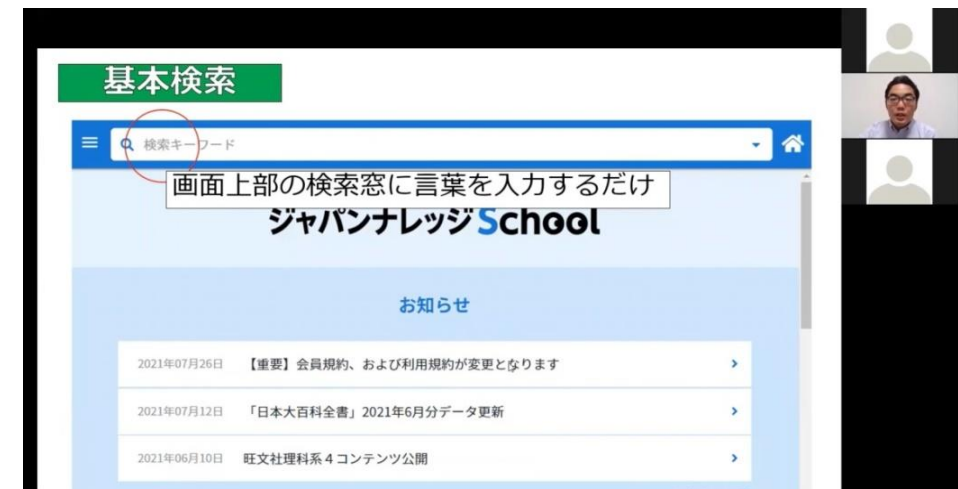 基本検索
検索キーワード
画面上部の検索窓に言葉を入力するだけ
ジャパンナレッジSchool
お知らせ
2021年07月26日 【重要】会員規約、および利用規約が変更となります
2021年07月12日 「日本大百科全書」2021年6月分データ更新
2021年06月10日 旺文社理科系4コンテンツ公開